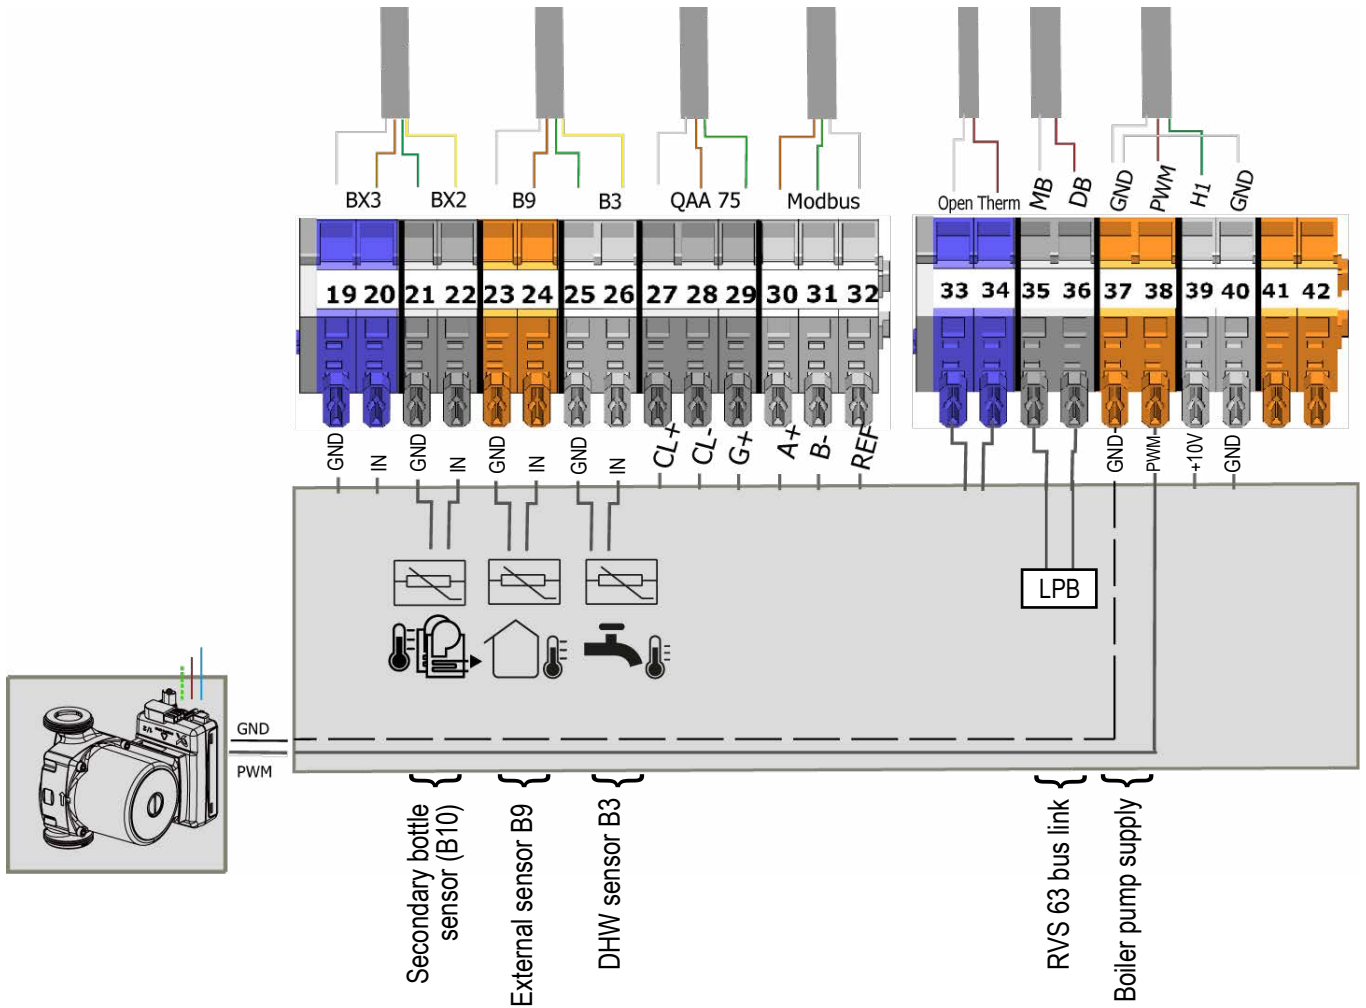 BX3 BX2 B9 B3 QAA 75 Modbus
Open Therm MB DB GND PWM H1 GND
19 20 21 22 23 24 25 26 27 28 29 30 31 32
33 34 35 36 37 38 39 40 41 42
GND IN GND IN GND IN GND IN CL+ CL- G+ A+ B- REF
GND PWM +10V GND
LPB
GND
PWM
Secondary bottle
sensor (B10)
External sensor B9
DHW sensor B3
RVS 63 bus link
Boiler pump supply